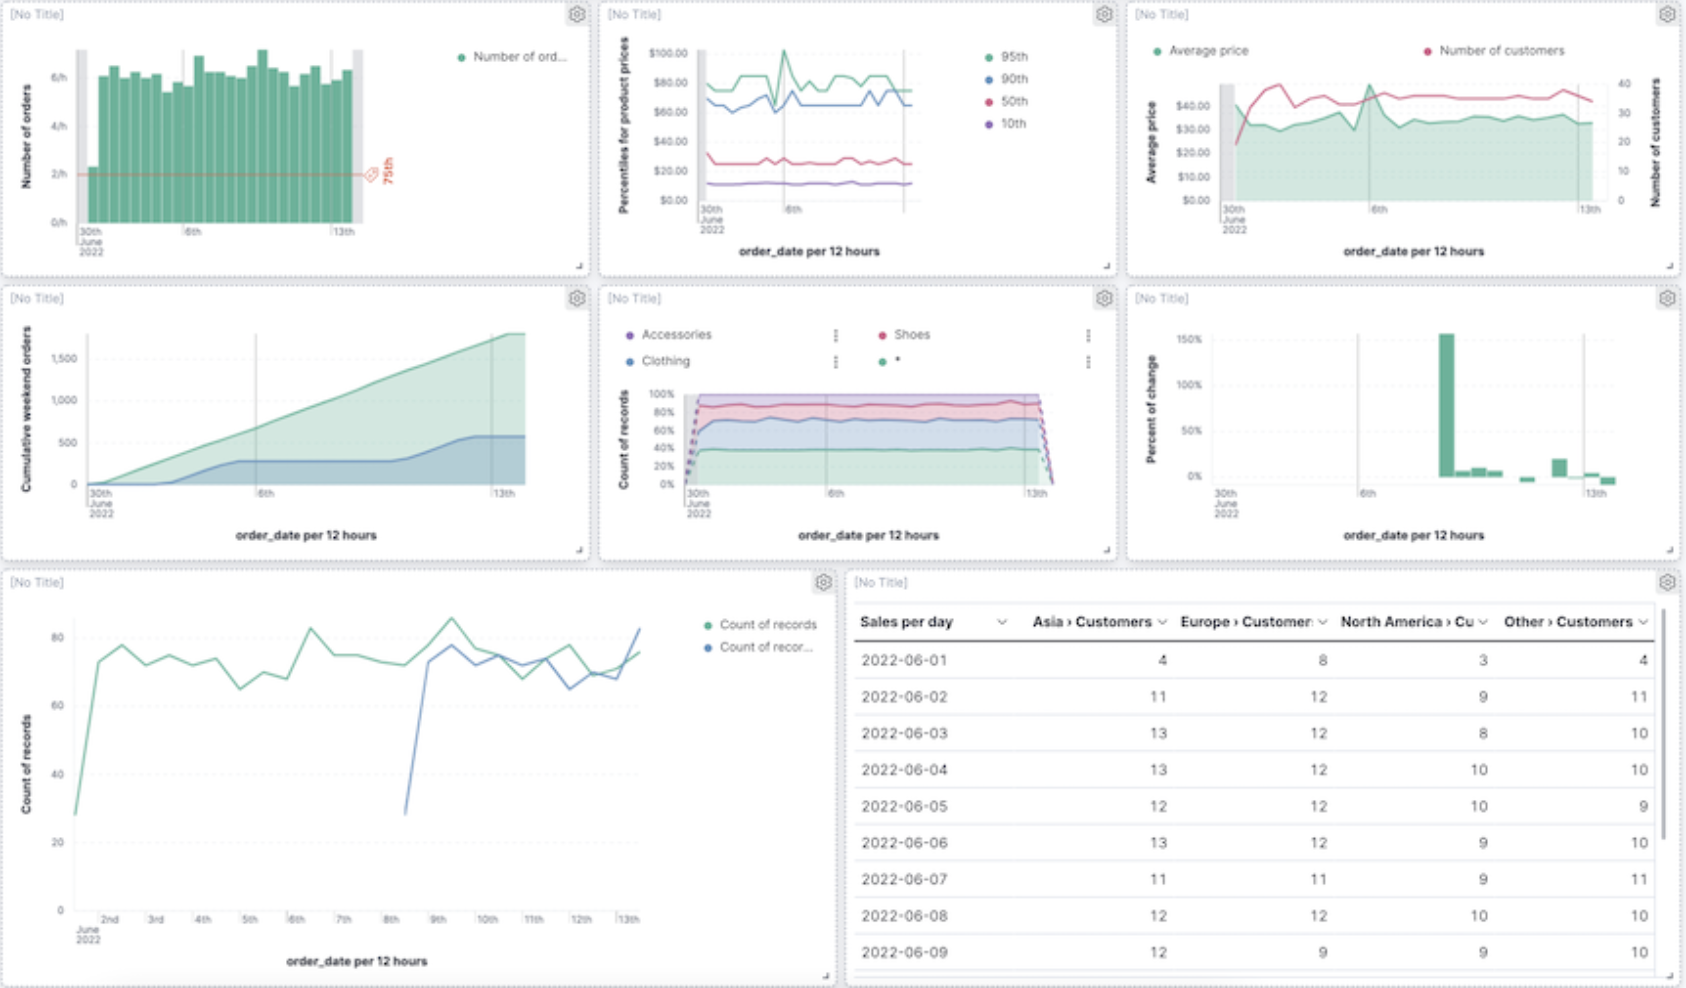 [No Title]
Number of orders
6/h
4/h
2/h
0/h
30th
June
2022
6th
13th
75th
Number of ord...
[No Title]
Percentiles for product prices
$100.00
$80.00
$60.00
$40.00
$20.00
$0.00
30th
June
2022
6th
order_date per 12 hours
95th
90th
50th
10th
[No Title]
Average price
Number of customers
Average price
$40.00
$30.00
$20.00
$10.00
$0.00
40
30
20
10
0
Number of customers
30th
June
2022
6th
13th
order_date per 12 hours
[No Title]
Cumulative weekend orders
1,500
1,000
500
0
30th
June
2022
6th
13th
order_date per 12 hours
[No Title]
Accessories
Shoes
Clothing
*
Count of records
100%
80%
60%
40%
20%
0%
30th
June
2022
6th
13th
order_date per 12 hours
[No Title]
Percent of change
150%
100%
50%
0%
30th
June
2022
6th
13th
order_date per 12 hours
[No Title]
Count of records
80
60
40
20
0
June
2022
2nd 3rd 4th 5th 6th 7th 8th 9th 10th 11th 12th 13th
order_date per 12 hours
Count of records
Count of recor...
[No Title]
Sales per day Asia › Customers Europe › Customer: North America › Cu Other › Customers
2022-06-01 4 8 3 4
2022-06-02 11 12 9 11
2022-06-03 13 12 8 10
2022-06-04 13 12 10 10
2022-06-05 12 12 10 9
2022-06-06 13 12 9 10
2022-06-07 11 11 9 11
2022-06-08 12 12 10 10
2022-06-09 12 9 9 10